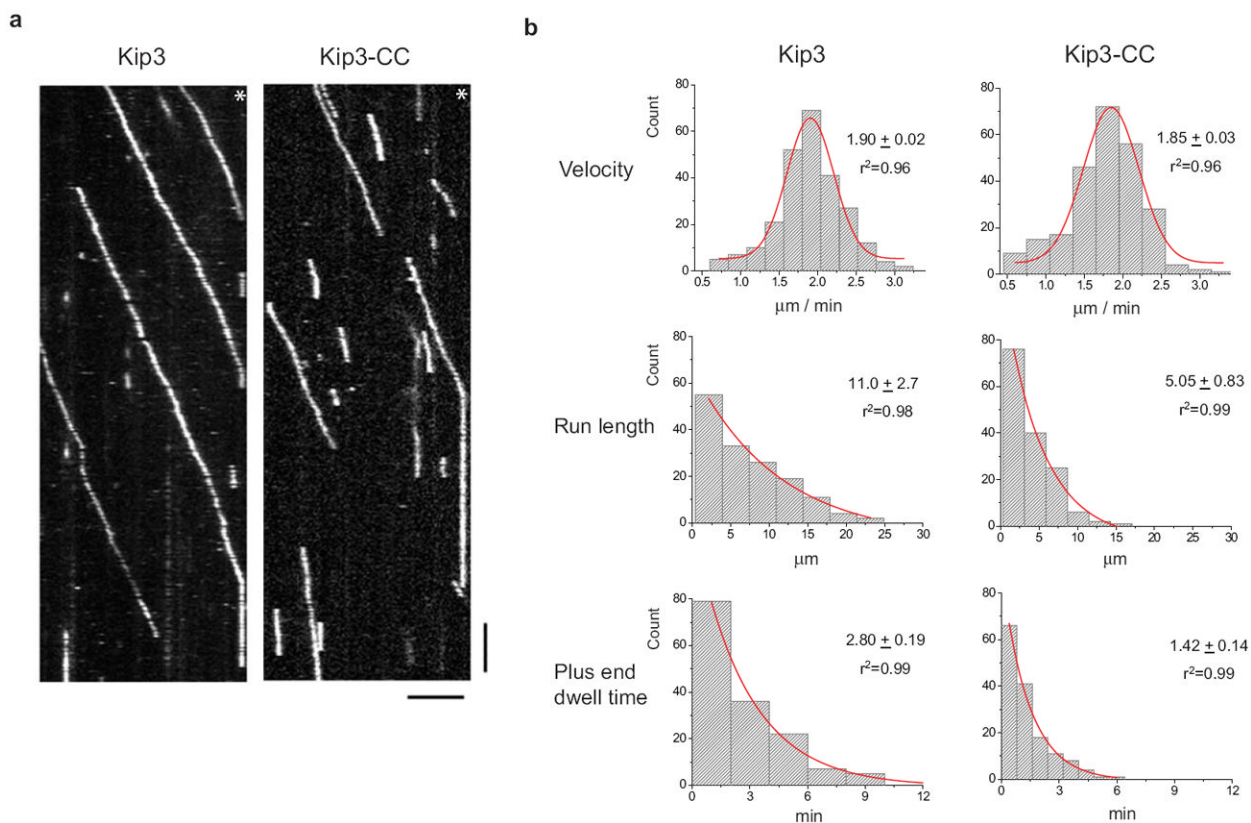 a
Kip3
Kip3-CC
*
*
b
Kip3
Kip3-CC
Velocity
Count
80
60
40
20
0
1.90 ± 0.02
r²=0.96
0.5 1.0 1.5 2.0 2.5 3.0
μm / min
80
60
40
20
0
1.85 ± 0.03
r²=0.96
0.5 1.0 1.5 2.0 2.5 3.0
μm / min
Run length
Count
80
60
40
20
0
11.0 ± 2.7
r²=0.98
0 5 10 15 20 25 30
μm
80
60
40
20
0
5.05 ± 0.83
r²=0.99
0 5 10 15 20 25 30
μm
Plus end
dwell time
Count
80
60
40
20
0
2.80 ± 0.19
r²=0.99
0 3 6 9 12
min
80
60
40
20
0
1.42 ± 0.14
r²=0.99
0 3 6 9 12
min